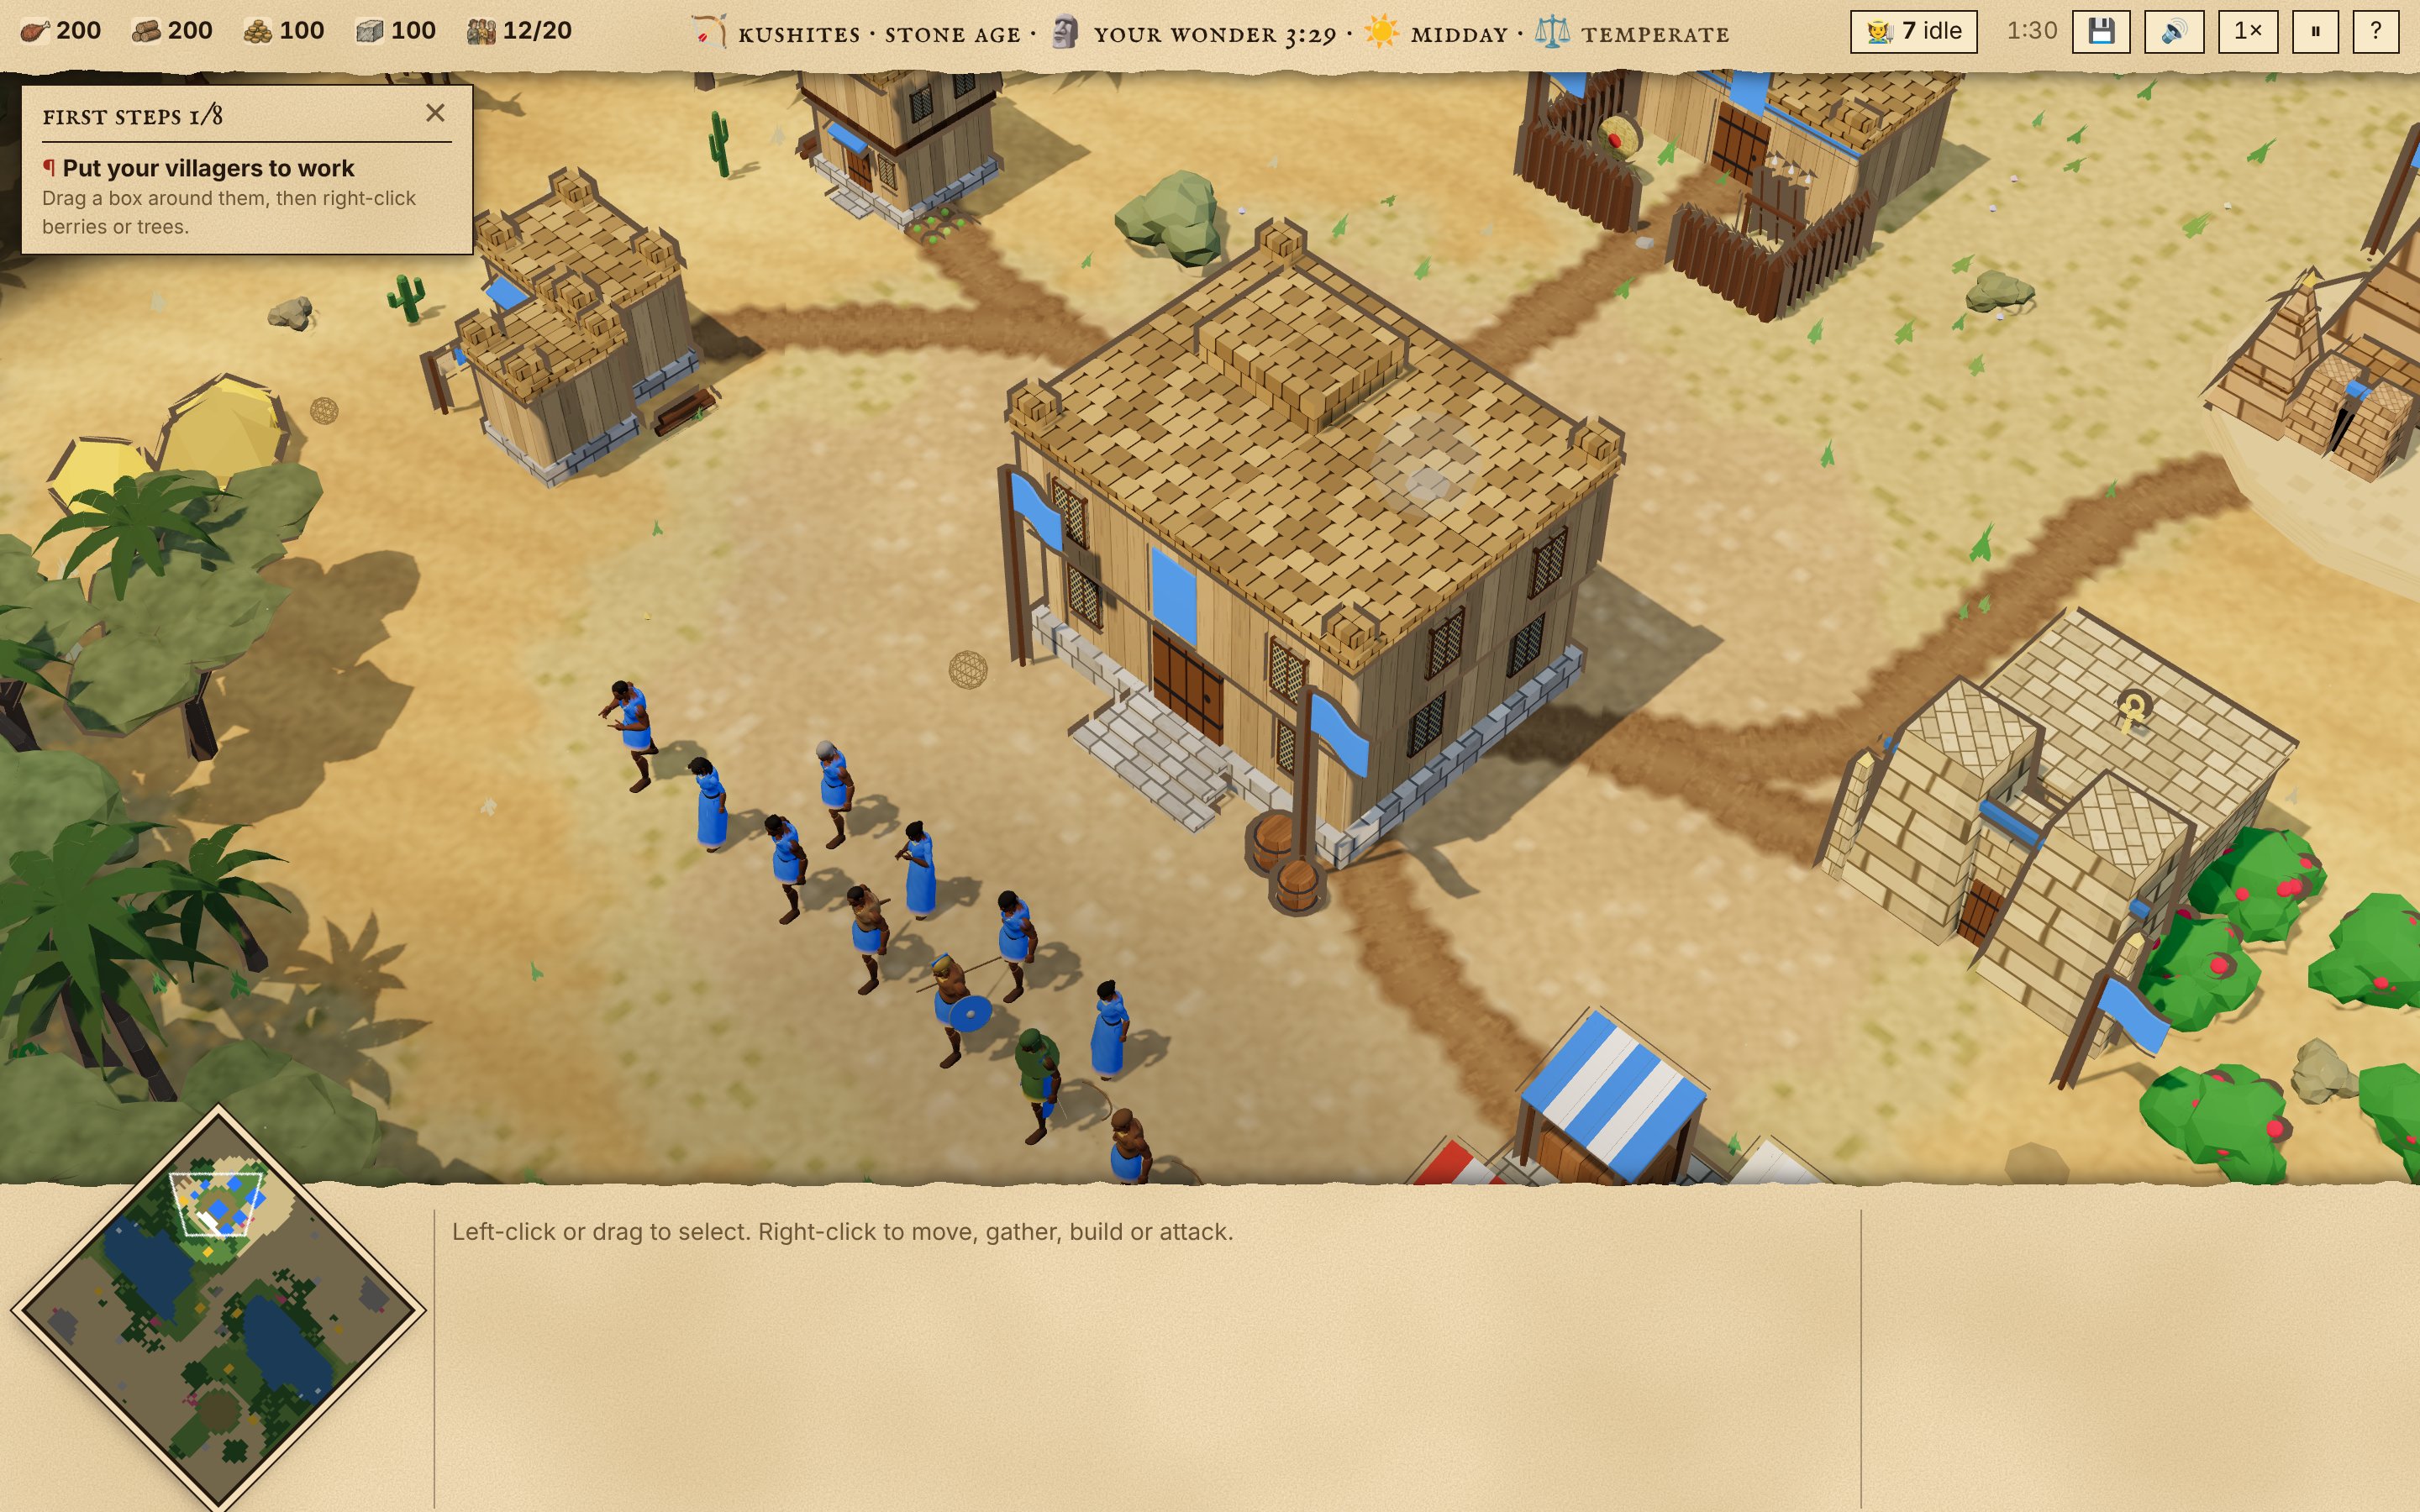 200 200 100 100 12/20 KUSHITES · STONE AGE · YOUR WONDER 3:29 · MIDDAY · TEMPERATE 7 idle 1:30 1× ?
FIRST STEPS 1/8
¶ Put your villagers to work
Drag a box around them, then right-click
berries or trees.
Left-click or drag to select. Right-click to move, gather, build or attack.